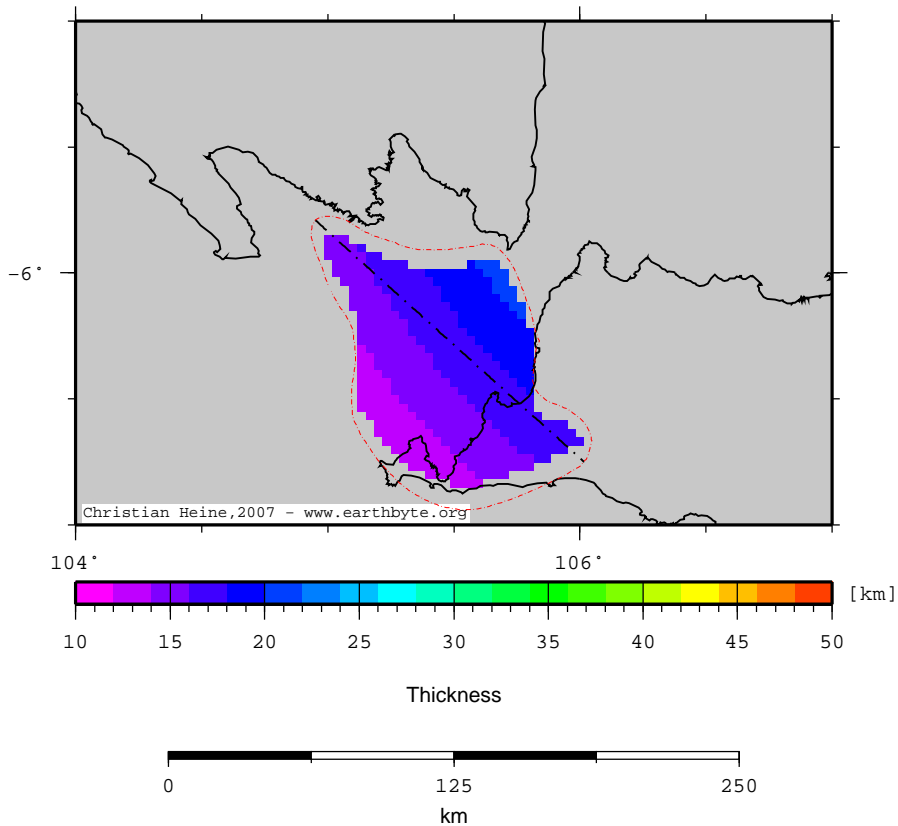 -6°
Christian Heine,2007 - www.earthbyte.org
104° 106°
[km]
10 15 20 25 30 35 40 45 50
Thickness
0 125 250
km